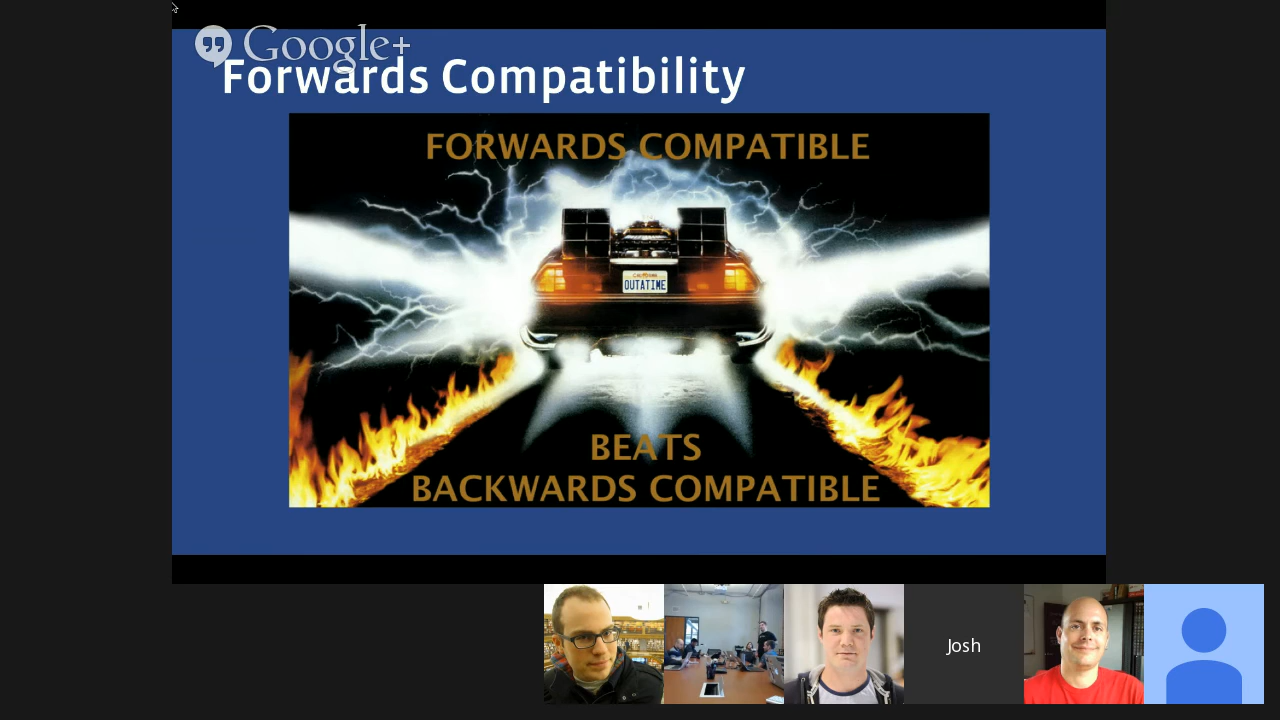 Google+
Forwards Compatibility
FORWARDS COMPATIBLE
OUTATIME
BEATS
BACKWARDS COMPATIBLE
Josh